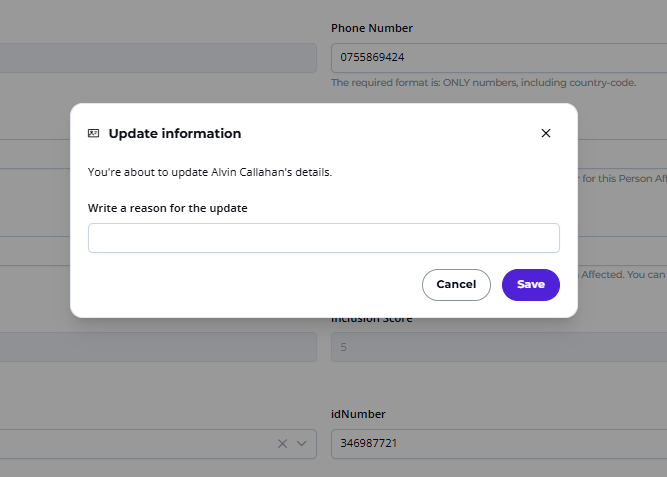 Phone Number
0755869424
The required format is: ONLY numbers, including country-code.
Update information
You're about to update Alvin Callahan's details.
for this Person Aff
Write a reason for the update
Affected. You can
Cancel
Save
Inclusion Score
5
idNumber
346987721